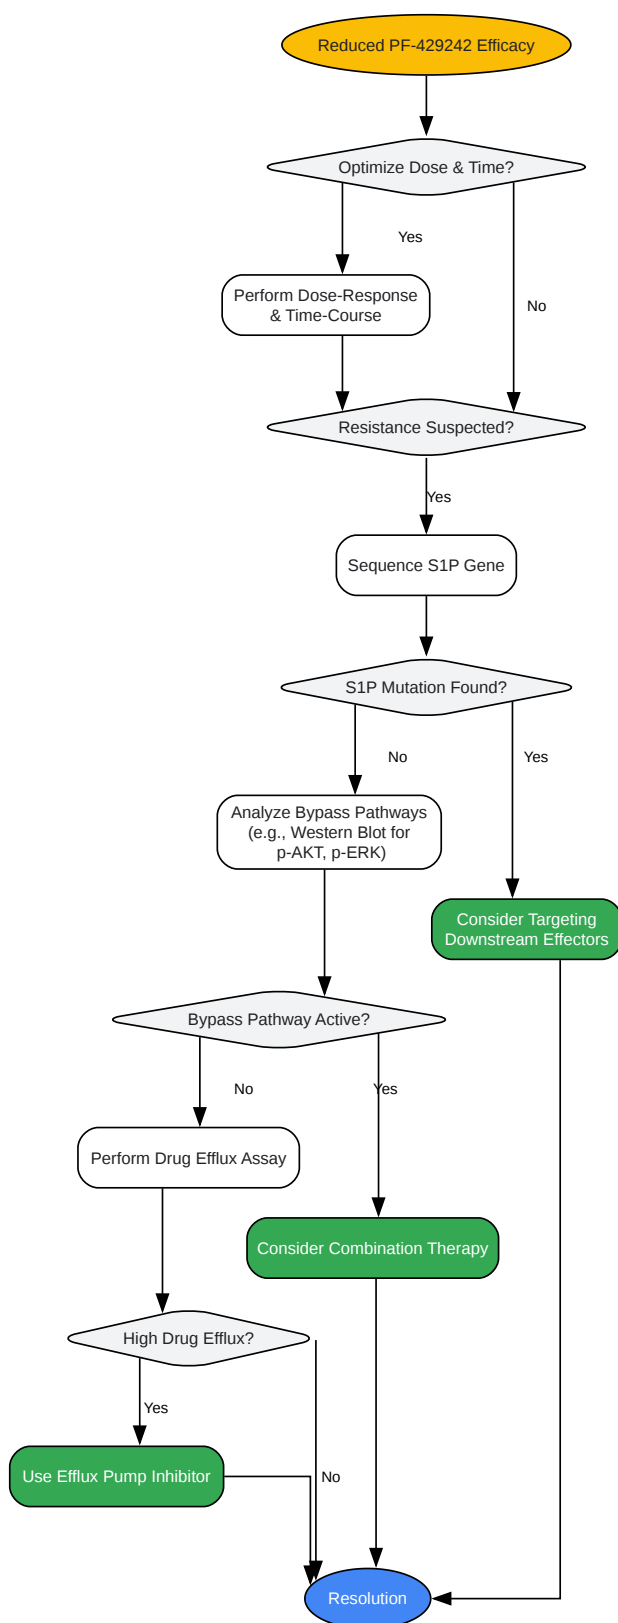 Reduced PF-429242 Efficacy
Optimize Dose & Time?
Yes
Perform Dose-Response
& Time-Course
No
Resistance Suspected?
Yes
Sequence S1P Gene
S1P Mutation Found?
No
Yes
Analyze Bypass Pathways
(e.g., Western Blot for
p-AKT, p-ERK)
Consider Targeting
Downstream Effectors
Bypass Pathway Active?
No
Yes
Perform Drug Efflux Assay
Consider Combination Therapy
High Drug Efflux?
Yes
Use Efflux Pump Inhibitor
No
Resolution